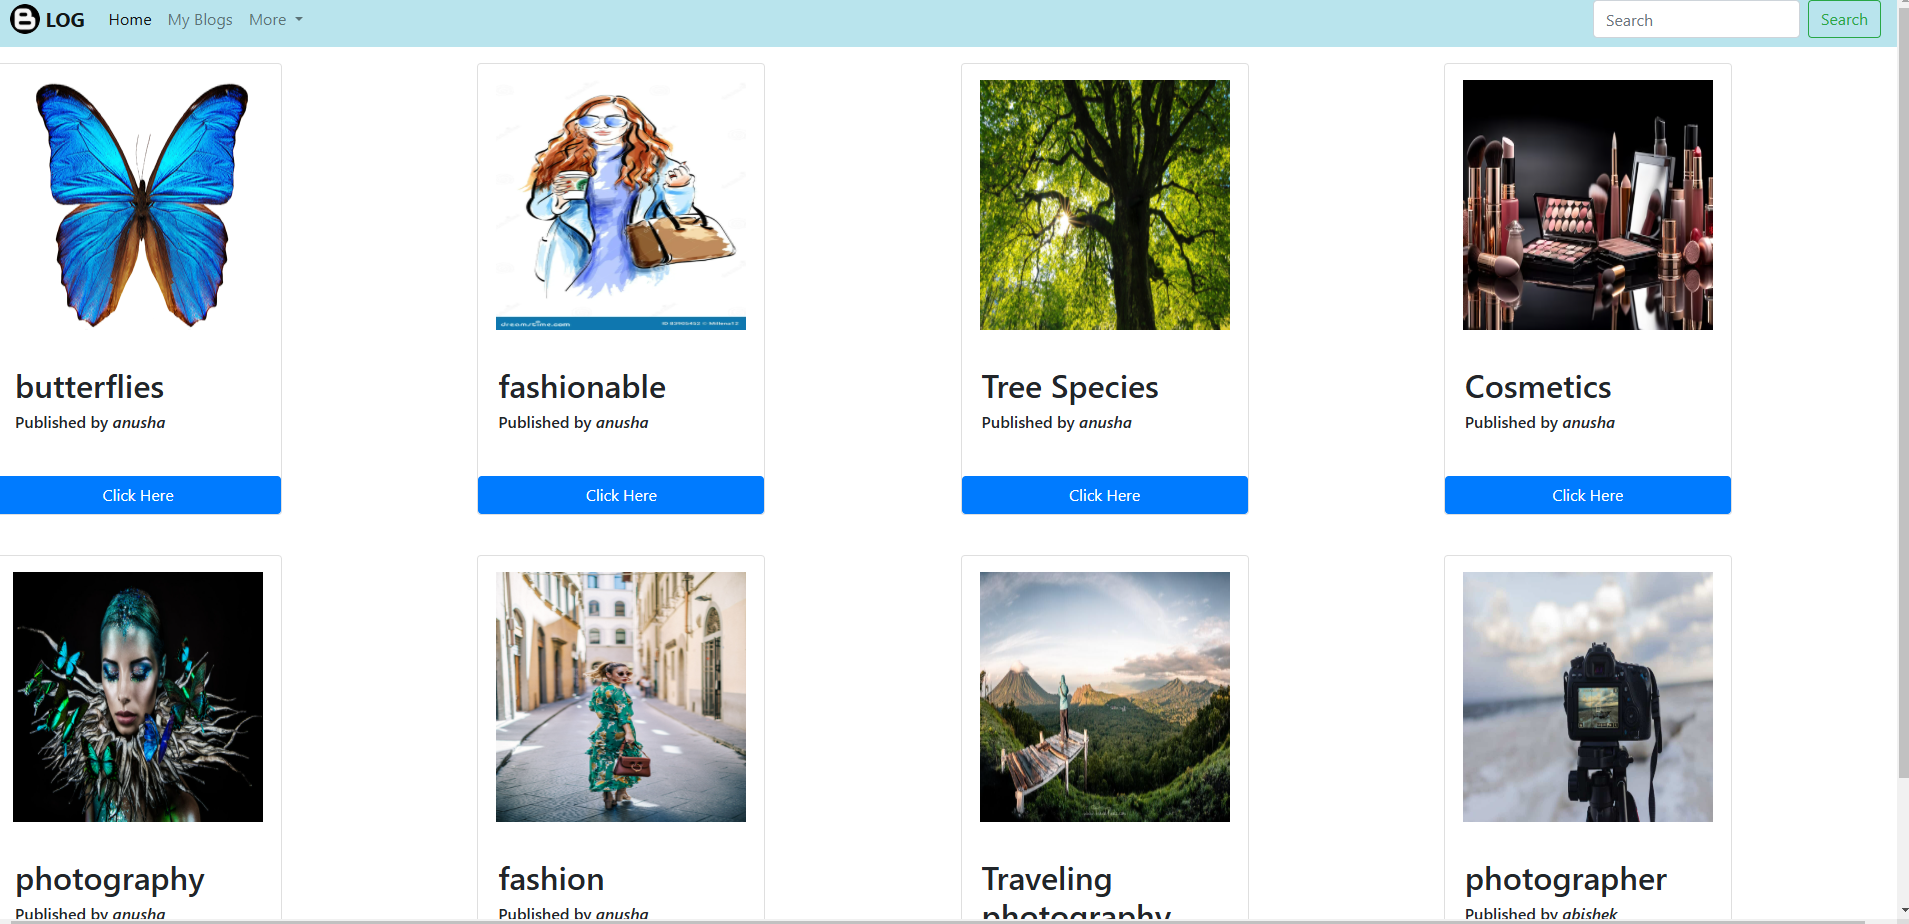 B LOG Home My Blogs More Search Search
dreamstime.com
butterflies
Published by anusha
Click Here
fashionable
Published by anusha
Click Here
Tree Species
Published by anusha
Click Here
Cosmetics
Published by anusha
Click Here
photography
Published by anusha
fashion
Published by anusha
Traveling
photography
photographer
Published by abishek